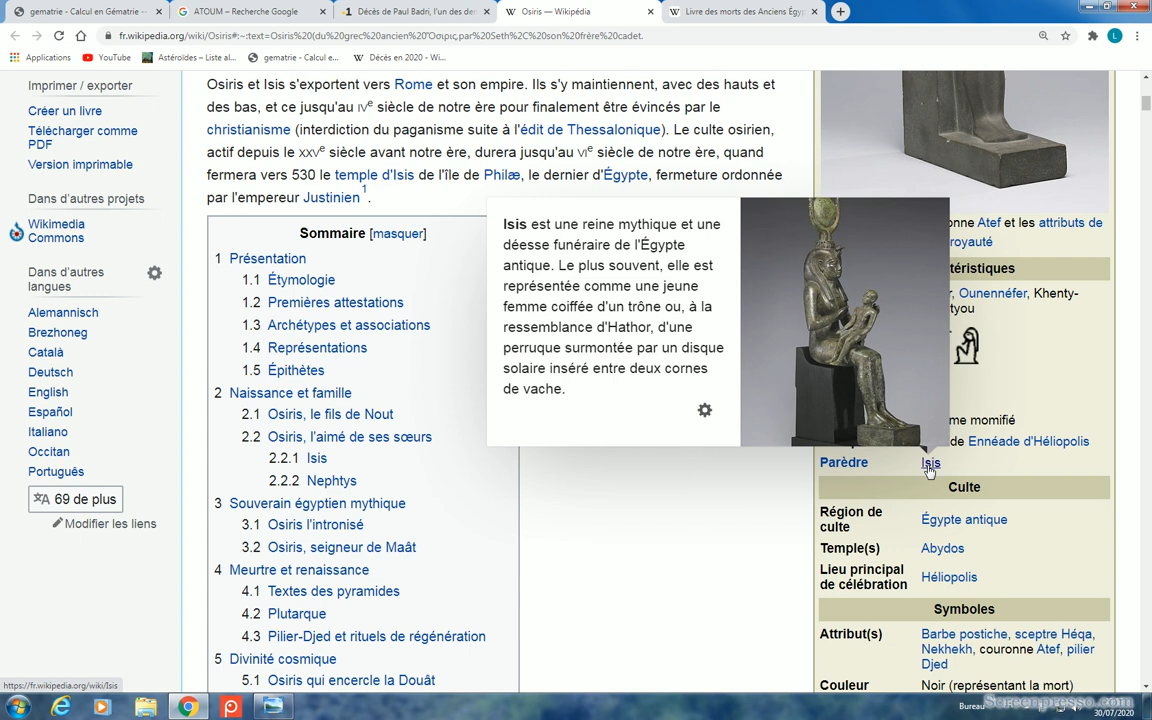 gematrie - Calcul en Gématrie -
ATOUM – Recherche Google
Décès de Paul Badri, l'un des der
Osiris — Wikipédia
Livre des morts des Anciens Égy
fr.wikipedia.org/wiki/Osiris#:~:text=Osiris%20(du%20grec%20ancien%20"Οσιρις,par%20Seth%2C%20son%20frère%20cadet.
L
Applications
YouTube
Astéroïdes – Liste al...
gematrie - Calcul e...
Décès en 2020 - Wi...
Imprimer / exporter
Créer un livre
Télécharger comme
PDF
Version imprimable
Dans d'autres projets
Wikimedia
Commons
Dans d'autres
langues
Alemannisch
Brezhoneg
Català
Deutsch
English
Español
Italiano
Occitan
Português
69 de plus
Modifier les liens
Osiris et Isis s'exportent vers Rome et son empire. Ils s'y maintiennent, avec des hauts et
des bas, et ce jusqu'au IVe siècle de notre ère pour finalement être évincés par le
christianisme (interdiction du paganisme suite à l'édit de Thessalonique). Le culte osirien,
actif depuis le XXVe siècle avant notre ère, durera jusqu'au VIe siècle de notre ère, quand
fermera vers 530 le temple d'Isis de l'île de Philæ, le dernier d'Égypte, fermeture ordonnée
par l'empereur Justinien 1.
Sommaire [masquer]
1 Présentation
1.1 Étymologie
1.2 Premières attestations
1.3 Archétypes et associations
1.4 Représentations
1.5 Épithètes
2 Naissance et famille
2.1 Osiris, le fils de Nout
2.2 Osiris, l'aimé de ses sœurs
2.2.1 Isis
2.2.2 Nephtys
3 Souverain égyptien mythique
3.1 Osiris l'intronisé
3.2 Osiris, seigneur de Maât
4 Meurtre et renaissance
4.1 Textes des pyramides
4.2 Plutarque
4.3 Pilier-Djed et rituels de régénération
5 Divinité cosmique
5.1 Osiris qui encercle la Douât
Isis est une reine mythique et une
déesse funéraire de l'Égypte
antique. Le plus souvent, elle est
représentée comme une jeune
femme coiffée d'un trône ou, à la
ressemblance d'Hathor, d'une
perruque surmontée par un disque
solaire inséré entre deux cornes
de vache.
onne Atef et les attributs de
royauté
téristiques
r, Ounennéfer, Khenty-
tyou
me momifié
de Ennéade d'Héliopolis
Parèdre Isis
Culte
Région de
culte
Égypte antique
Temple(s) Abydos
Lieu principal
de célébration
Héliopolis
Symboles
Attribut(s) Barbe postiche, sceptre Héqa,
Nekhekh, couronne Atef, pilier
Djed
Couleur Noir (représentant la mort)
https://fr.wikipedia.org/wiki/Isis
Bureau
Screenpresso.com
30/07/2020